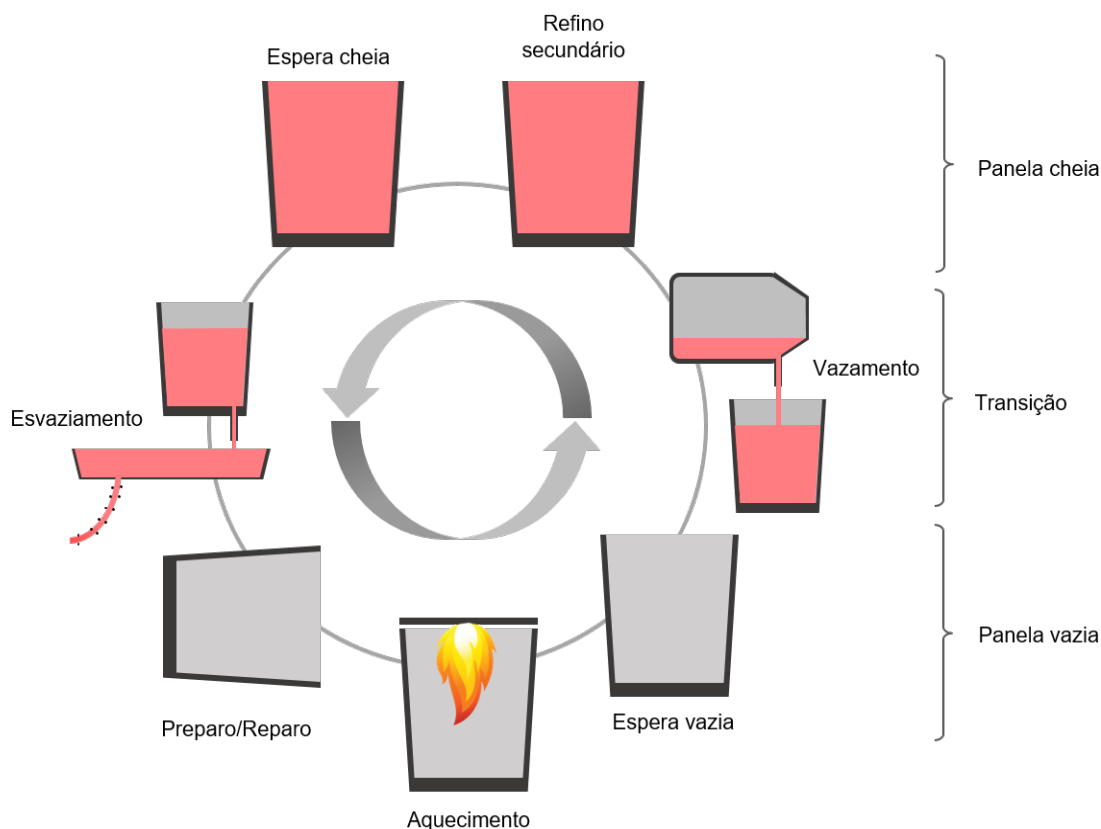 Refino
secundário
Espera cheia
Panela cheia
Vazamento
Transição
Esvaziamento
Panela vazia
Espera vazia
Preparo/Reparo
Aquecimento